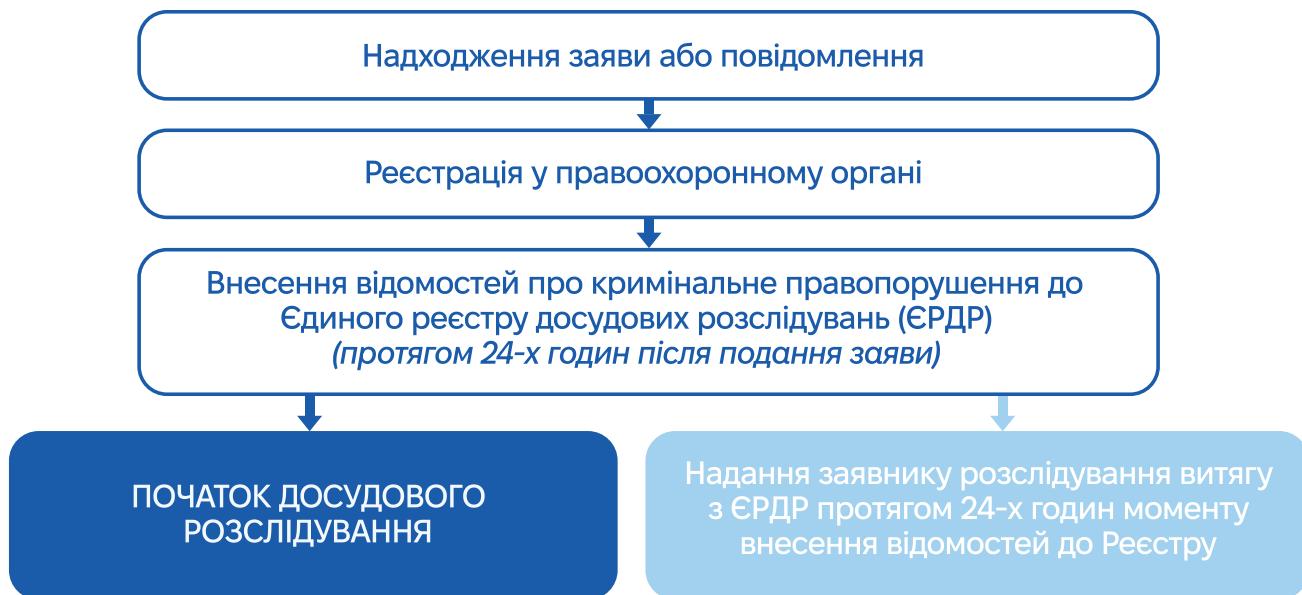 Надходження заяви або повідомлення
Реєстрація у правоохоронному органі
Внесення відомостей про кримінальне правопорушення до
Єдиного реєстру досудових розслідувань (ЄРДР)
(протягом 24-х годин після подання заяви)
ПОЧАТОК ДОСУДОВОГО
РОЗСЛІДУВАННЯ
Надання заявнику розслідування витягу
з ЄРДР протягом 24-х годин моменту
внесення відомостей до Реєстру